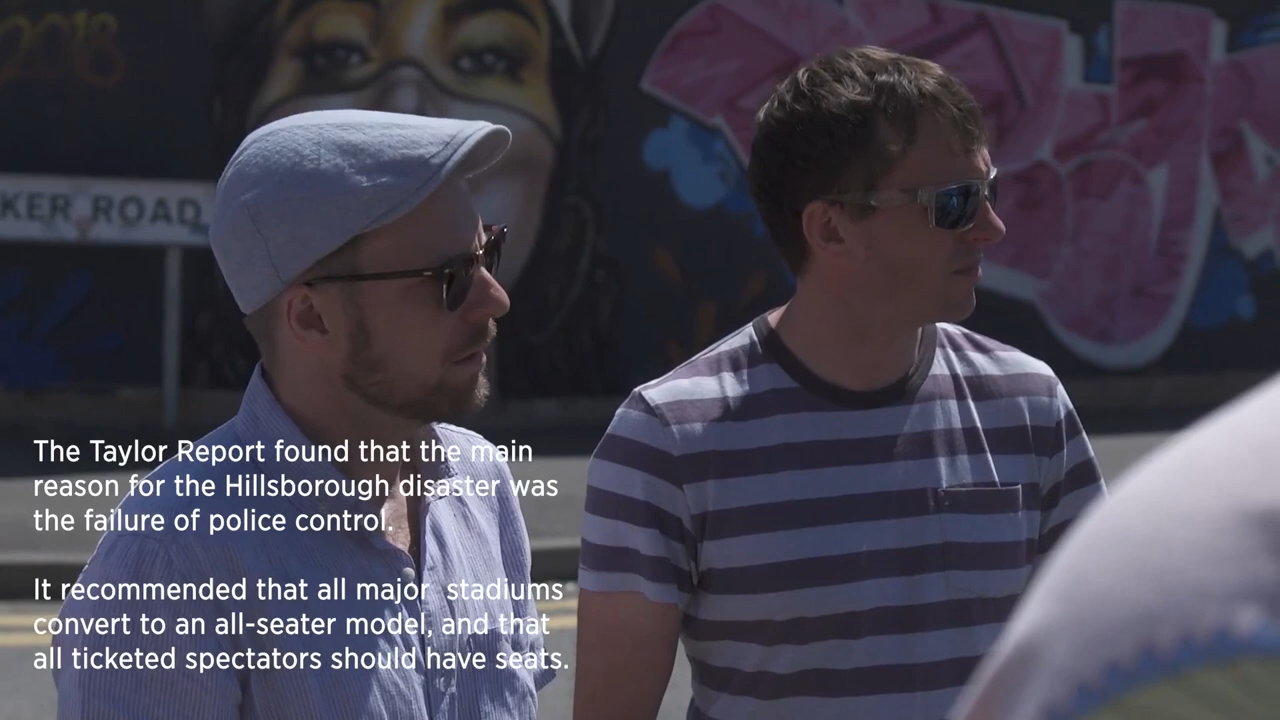 2018
KER ROAD
The Taylor Report found that the main
reason for the Hillsborough disaster was
the failure of police control.
It recommended that all major  stadiums
convert to an all-seater model, and that
all ticketed spectators should have seats.